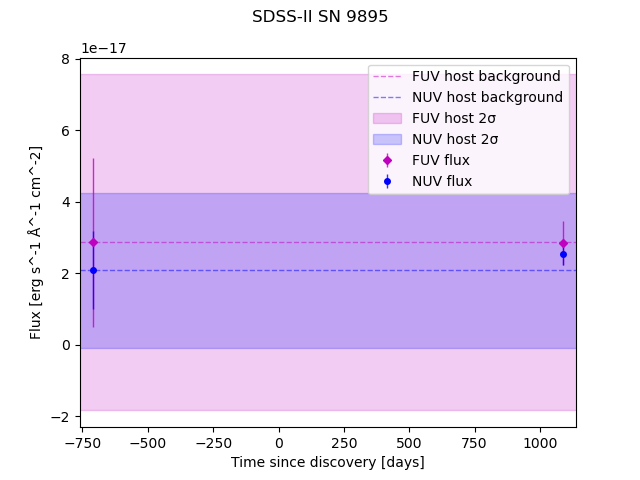 SDSS-II SN 9895
1e−17
8
6
4
2
0
−2
Flux [erg s^-1 Å^-1 cm^-2]
FUV host background
NUV host background
FUV host 2σ
NUV host 2σ
FUV flux
NUV flux
−750 −500 −250 0 250 500 750 1000
Time since discovery [days]